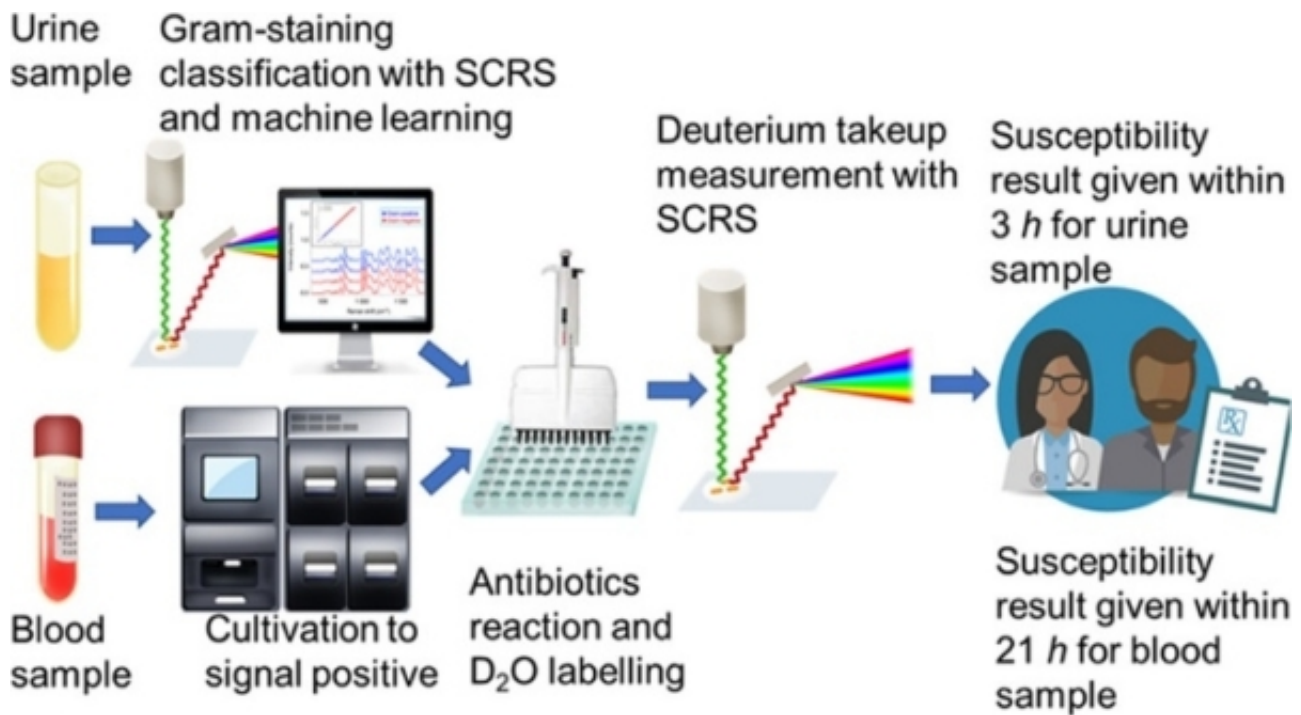 Urine
sample
Gram-staining
classification with SCRS
and machine learning
Deuterium takeup
measurement with
SCRS
Susceptibility
result given within
3 h for urine
sample
Blood
sample
Cultivation to
signal positive
Antibiotics
reaction and
D₂O labelling
Susceptibility
result given within
21 h for blood
sample